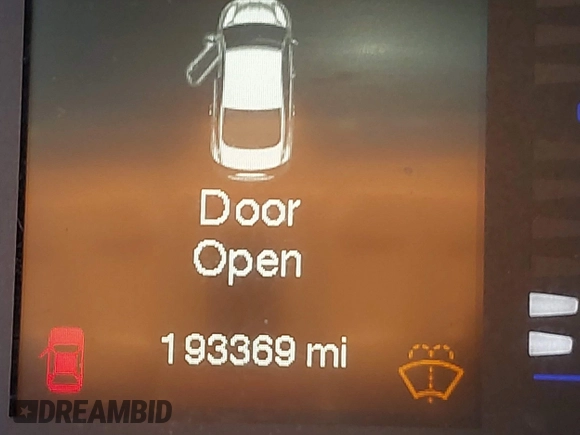 Door
Open
193369 mi
DREAMBID